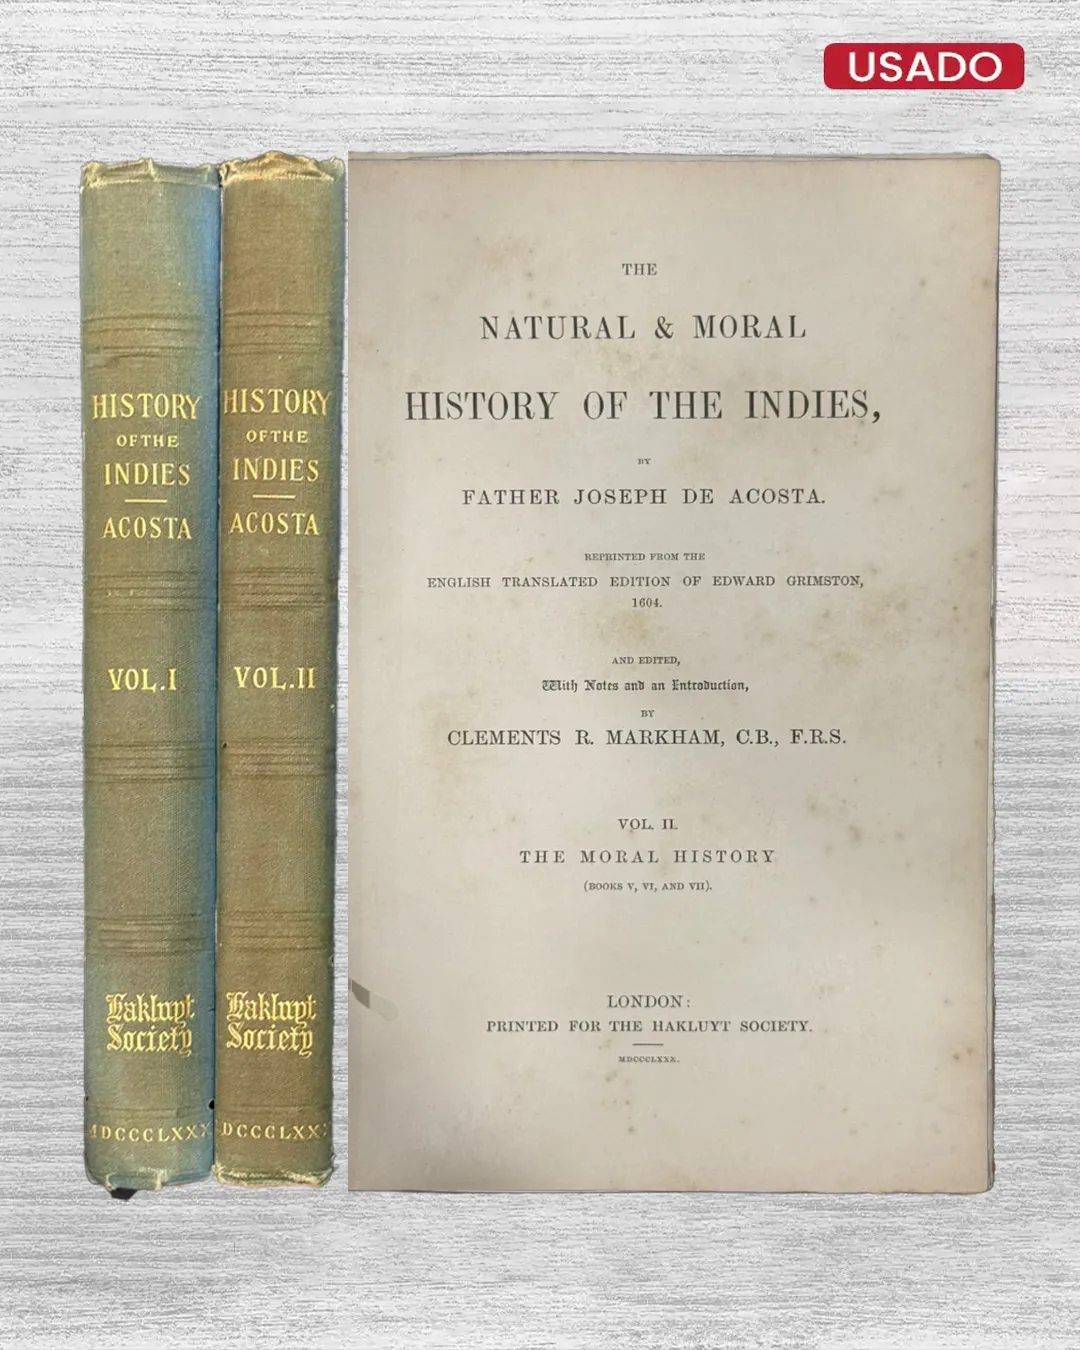 USADO
HISTORY
OF THE
INDIES
ACOSTA
VOL.I
Hakluyt
Society
MDCCCLXXX
HISTORY
OF THE
INDIES
ACOSTA
VOL.II
Hakluyt
Society
DCCCLXX
THE
NATURAL & MORAL
HISTORY OF THE INDIES,
BY
FATHER JOSEPH DE ACOSTA.
REPRINTED FROM THE
ENGLISH TRANSLATED EDITION OF EDWARD GRIMSTON,
1604.
AND EDITED,
With Notes and an Introduction,
BY
CLEMENTS R. MARKHAM, C.B., F.R.S.
VOL. II.
THE MORAL HISTORY
(BOOKS V, VI, AND VII).
LONDON:
PRINTED FOR THE HAKLUYT SOCIETY.
MDCCCLXXX.